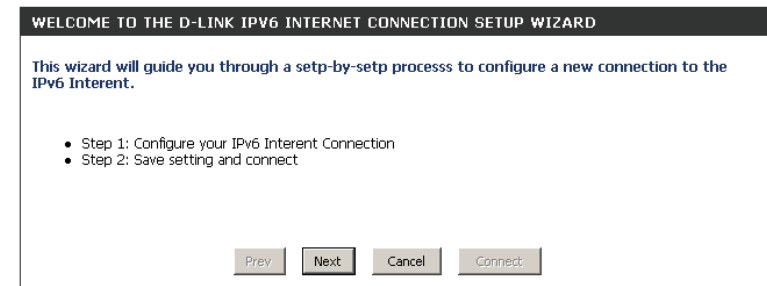 WELCOME TO THE D-LINK IPV6 INTERNET CONNECTION SETUP WIZARD
This wizard will guide you through a setp-by-setp processs to configure a new connection to the
IPv6 Interent.
• Step 1: Configure your IPv6 Interent Connection
• Step 2: Save setting and connect
Prev Next Cancel Connect